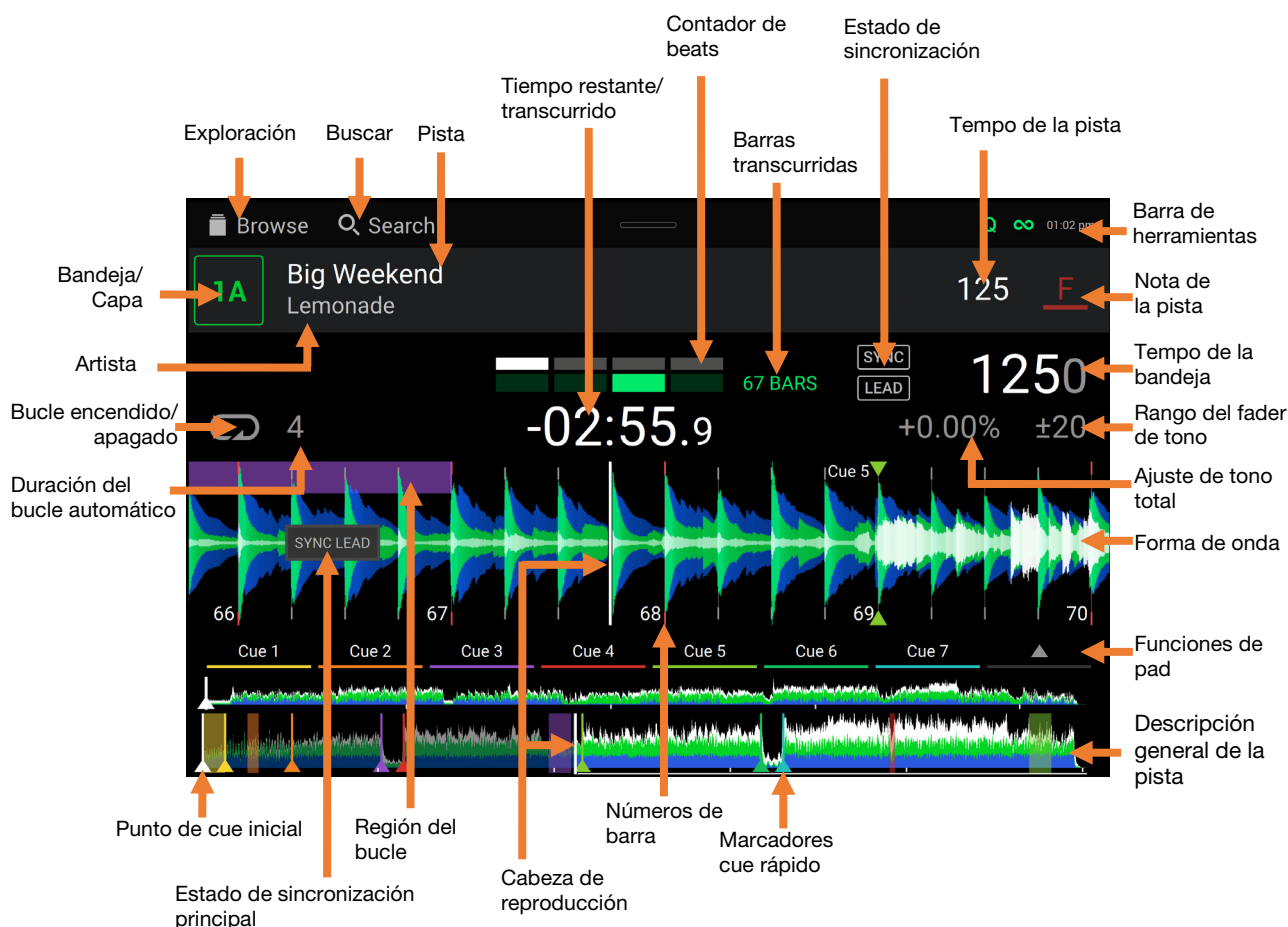 Contador de
beats
Estado de
sincronización
Tiempo restante/
transcurrido
Exploración
Buscar
Pista
Barras
transcurridas
Tempo de la pista
Browse
Search
Q
01:02 pm
Barra de
herramientas
Bandeja/
Capa
1A
Big Weekend
Lemonade
125
F
Nota de
la pista
Artista
SYNC
LEAD
67 BARS
1250
Tempo de la
bandeja
Bucle encendido/
apagado
4
-02:55.9
+0.00%
±20
Rango del fader
de tono
Duración del
bucle automático
Cue 5
Ajuste de tono
total
SYNC LEAD
Forma de onda
66
67
68
69
70
Cue 1
Cue 2
Cue 3
Cue 4
Cue 5
Cue 6
Cue 7
Funciones de
pad
Descripción
general de la
pista
Punto de cue inicial
Región del
bucle
Números de
barra
Marcadores
cue rápido
Cabeza de
reproducción
Estado de sincronización
principal